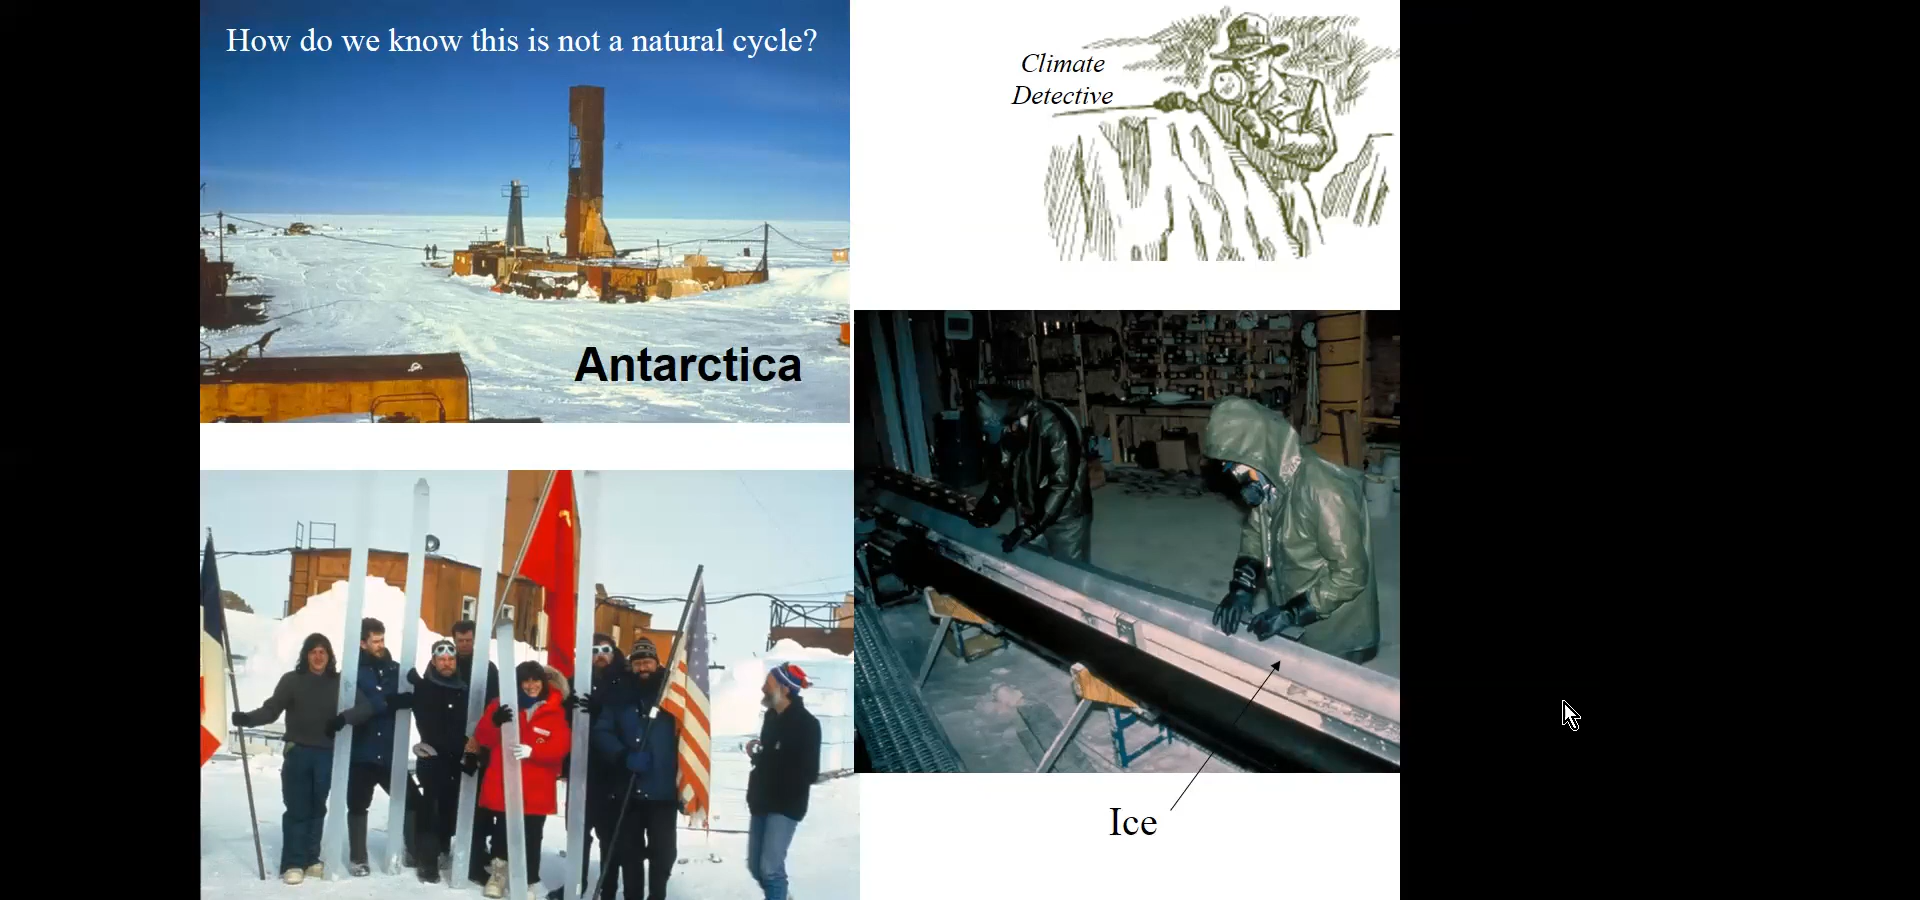 How do we know this is not a natural cycle?
Climate
Detective
Antarctica
Ice